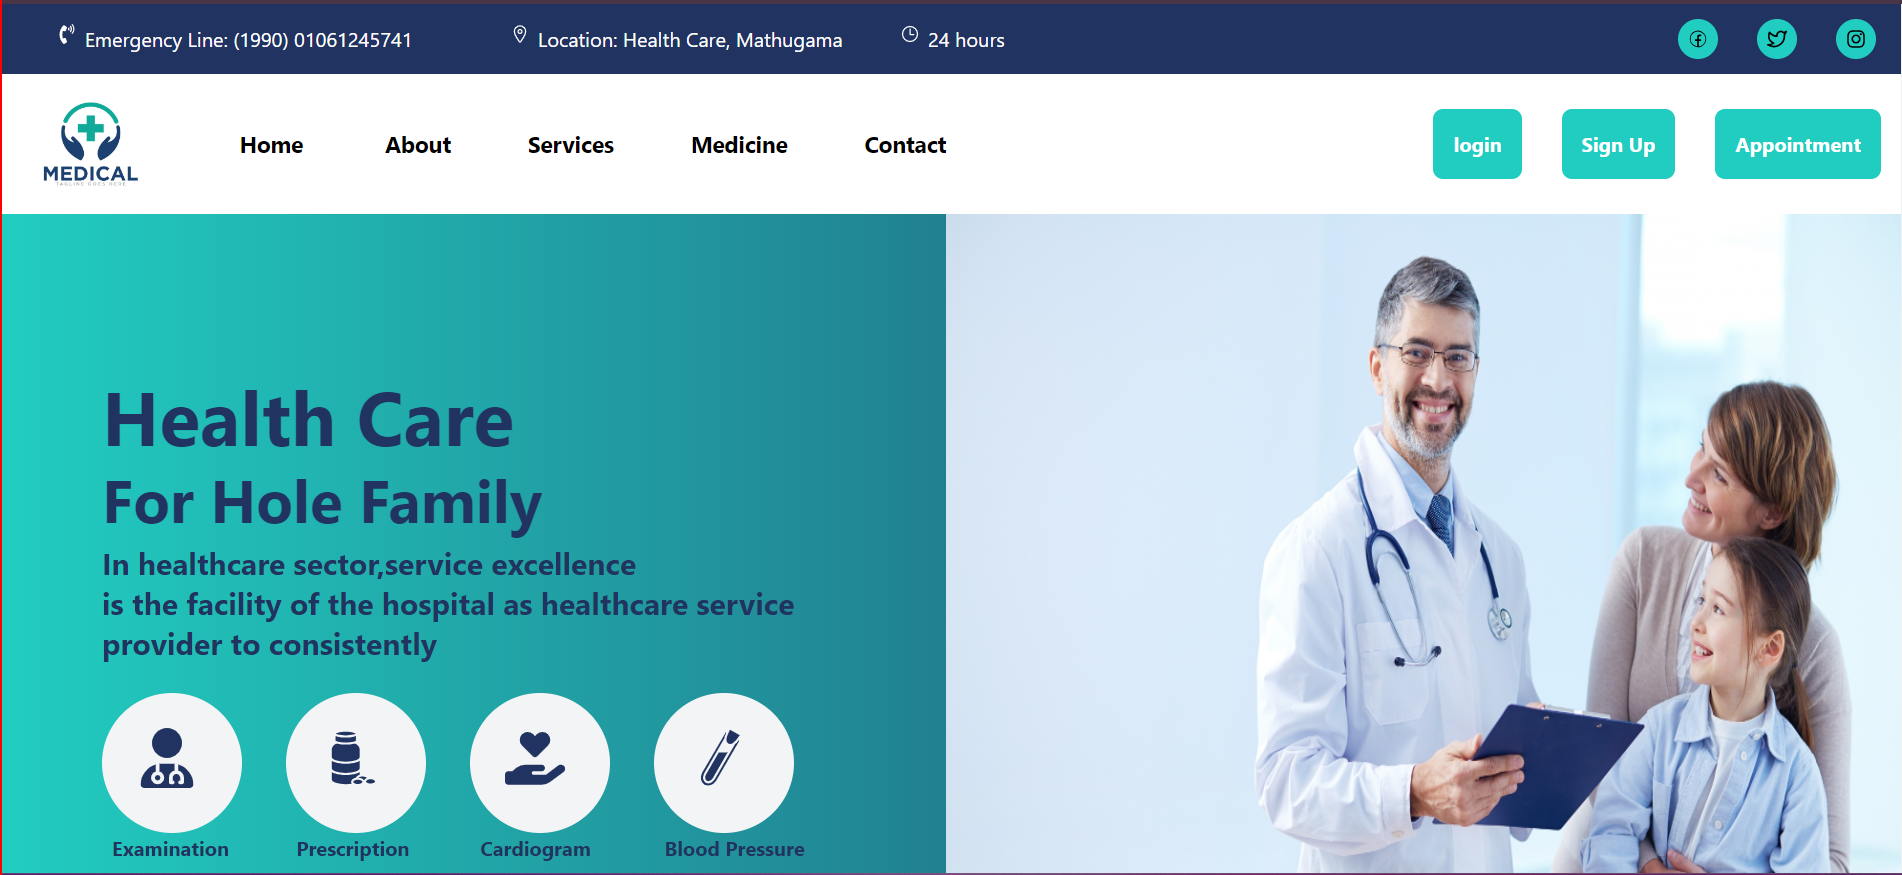 Emergency Line: (1990) 01061245741
Location: Health Care, Mathugama
24 hours
MEDICAL
TAGLINE GOES HERE
Home
About
Services
Medicine
Contact
login
Sign Up
Appointment
Health Care
For Hole Family
In healthcare sector,service excellence
is the facility of the hospital as healthcare service
provider to consistently
Examination
Prescription
Cardiogram
Blood Pressure